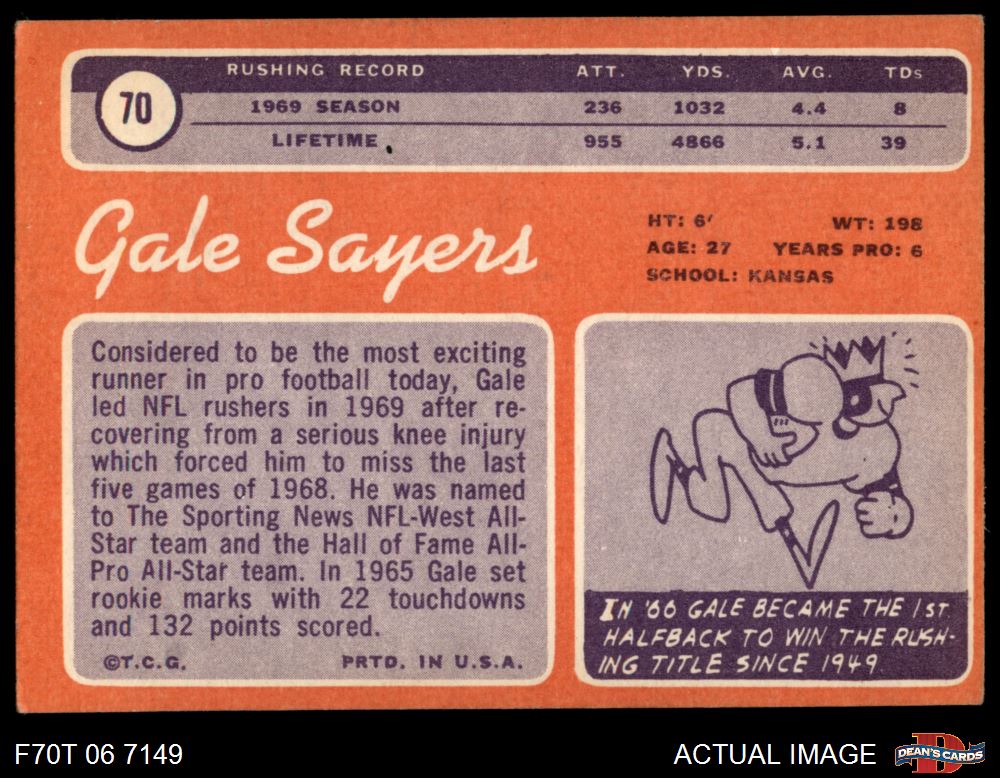 70
RUSHING RECORD ATT. YDS. AVG. TDs
1969 SEASON 236 1032 4.4 8
LIFETIME 955 4866 5.1 39
Gale Sayers
HT: 6' WT: 198
AGE: 27 YEARS PRO: 6
SCHOOL: KANSAS
Considered to be the most exciting
runner in pro football today, Gale
led NFL rushers in 1969 after re-
covering from a serious knee injury
which forced him to miss the last
five games of 1968. He was named
to The Sporting News NFL-West All-
Star team and the Hall of Fame All-
Pro All-Star team. In 1965 Gale set
rookie marks with 22 touchdowns
and 132 points scored.
©T.C.G. PRTD. IN U.S.A.
IN '66 GALE BECAME THE 1ST
HALFBACK TO WIN THE RUSH-
ING TITLE SINCE 1949.
F70T 06 7149
ACTUAL IMAGE
DEAN'S CARDS